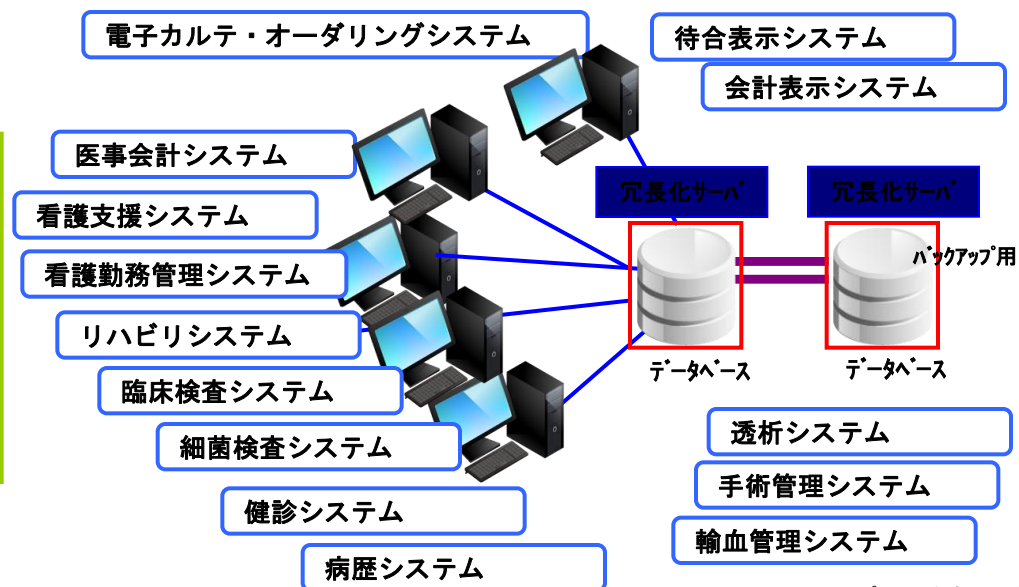 電子カルテ・オーダリングシステム
待合表示システム
会計表示システム
医事会計システム
冗長化サーバ
冗長化サーバ
看護支援システム
バックアップ用
看護勤務管理システム
リハビリシステム
データベース
データベース
臨床検査システム
細菌検査システム
透析システム
手術管理システム
健診システム
輸血管理システム
病歴システム